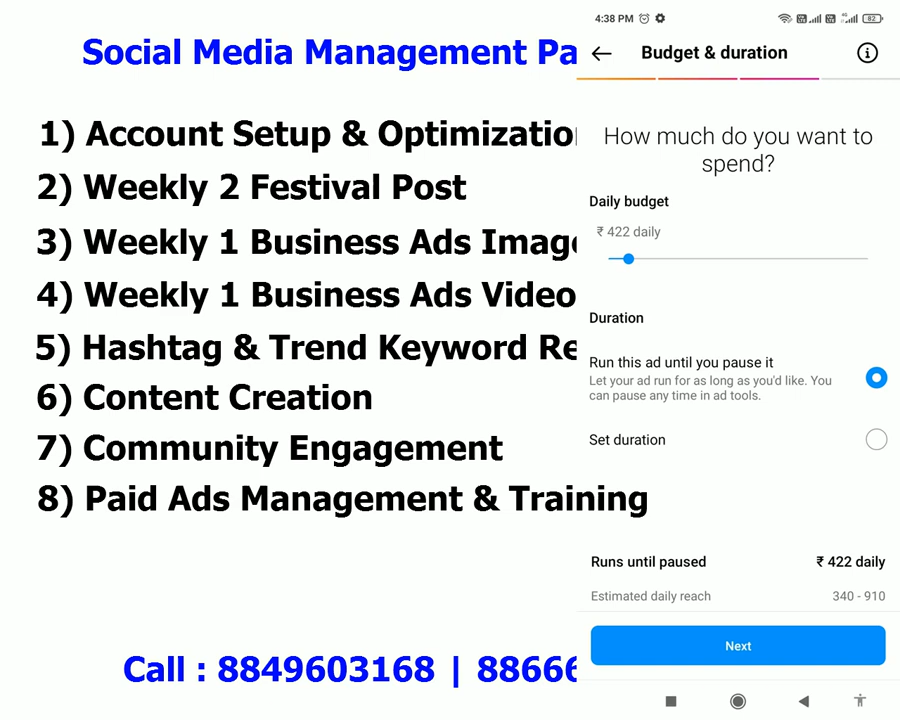 Social Media Management Pa
1) Account Setup & Optimization
2) Weekly 2 Festival Post
3) Weekly 1 Business Ads Image
4) Weekly 1 Business Ads Video
5) Hashtag & Trend Keyword Re
6) Content Creation
7) Community Engagement
8) Paid Ads Management & Training
Call : 8849603168 | 88666
4:38 PM
82
Budget & duration
How much do you want to
spend?
Daily budget
₹ 422 daily
Duration
Run this ad until you pause it
Let your ad run for as long as you'd like. You
can pause any time in ad tools.
Set duration
Runs until paused ₹ 422 daily
Estimated daily reach 340 - 910
Next